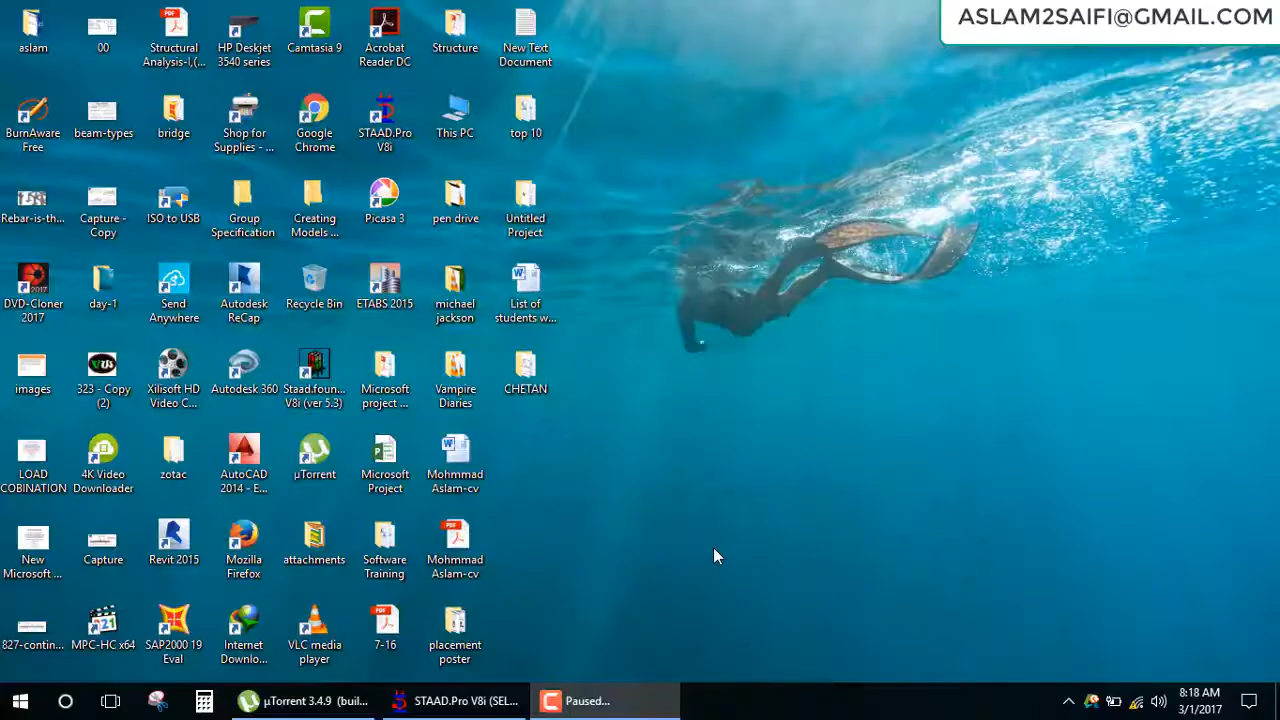 ASLAM2SAIFI@GMAIL.COM
aslam
00
Structural
Analysis-I,(...
HP Deskjet
3540 series
Camtasia 9
Acrobat
Reader DC
Structure
New Text
Document
BurnAware
Free
beam-types
bridge
Shop for
Supplies - ...
Google
Chrome
STAAD.Pro
V8i
This PC
top 10
Rebar-is-th...
Capture -
Copy
ISO to USB
Group
Specification
Creating
Models ...
Picasa 3
pen drive
Untitled
Project
DVD-Cloner
2017
day-1
Send
Anywhere
Autodesk
ReCap
Recycle Bin
ETABS 2015
michael
jackson
List of
students w...
images
323 - Copy
(2)
Xilisoft HD
Video C...
Autodesk 360
Staad.foun...
V8i (ver 5.3)
Microsoft
project ...
Vampire
Diaries
CHETAN
LOAD
COBINATION
4K Video
Downloader
zotac
AutoCAD
2014 - E...
µTorrent
Microsoft
Project
Mohmmad
Aslam-cv
New
Microsoft ...
Capture
Revit 2015
Mozilla
Firefox
attachments
Software
Training
Mohmmad
Aslam-cv
827-contin...
MPC-HC x64
SAP2000 19
Eval
Internet
Downlo...
VLC media
player
7-16
placement
poster
µTorrent 3.4.9 (buil...
STAAD.Pro V8i (SEL...
Paused...
8:18 AM
3/1/2017